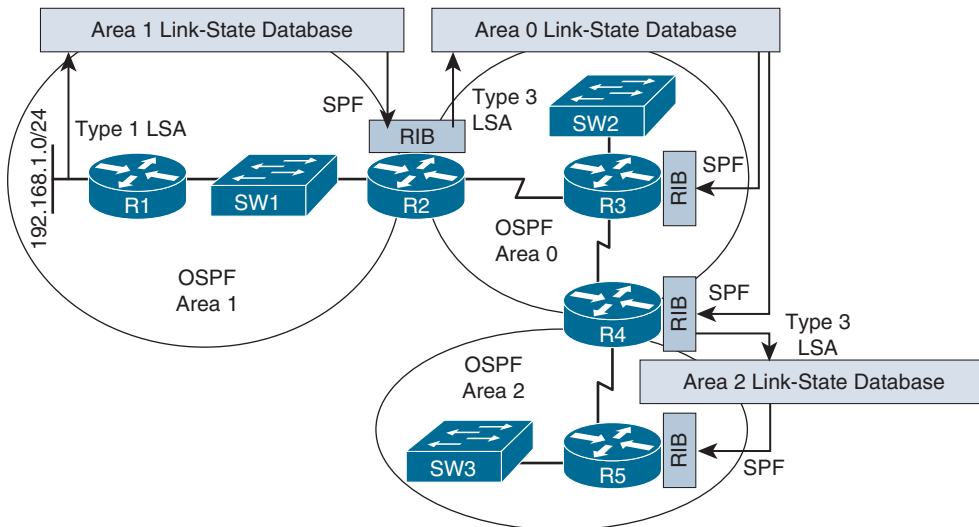 Area 1 Link-State Database
Area 0 Link-State Database
SPF
Type 3
LSA
SW2
192.168.1.0/24
Type 1 LSA
RIB
SPF
RIB
R1
SW1
R2
R3
OSPF
Area 0
OSPF
Area 1
SPF
RIB
R4
Type 3
LSA
OSPF
Area 2
Area 2 Link-State Database
RIB
SW3
R5
SPF